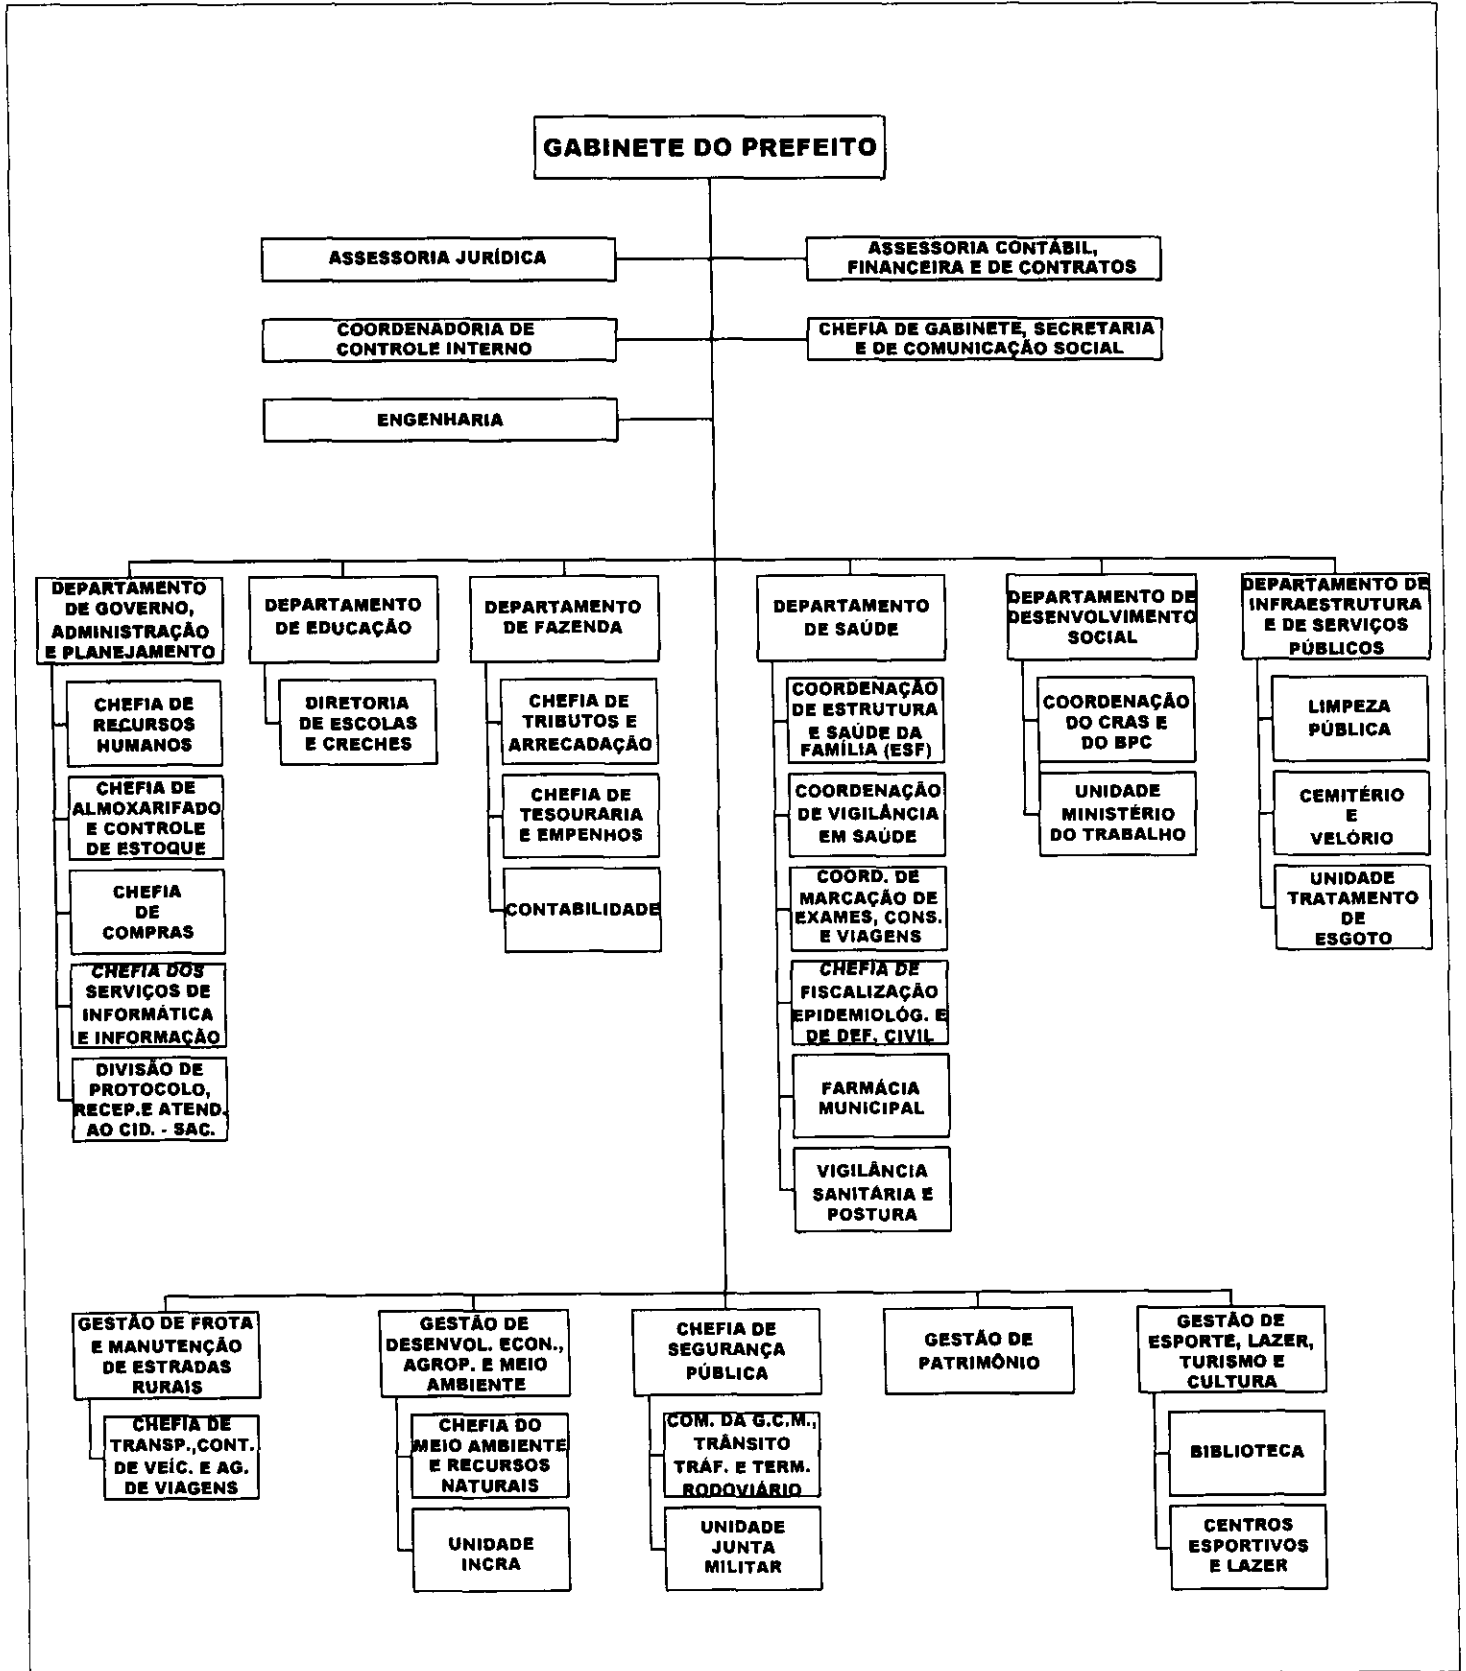 GABINETE DO PREFEITO
ASSESSORIA JURÍDICA
ASSESSORIA CONTÁBIL,
FINANCEIRA E DE CONTRATOS
COORDENADORIA DE
CONTROLE INTERNO
CHEFIA DE GABINETE, SECRETARIA
E DE COMUNICAÇÃO SOCIAL
ENGENHARIA
DEPARTAMENTO
DE GOVERNO,
ADMINISTRAÇÃO
E PLANEJAMENTO
CHEFIA DE
RECURSOS
HUMANOS
CHEFIA DE
ALMOXARIFADO
E CONTROLE
DE ESTOQUE
CHEFIA
DE
COMPRAS
CHEFIA DOS
SERVIÇOS DE
INFORMÁTICA
E INFORMAÇÃO
DIVISÃO DE
PROTOCOLO,
RECEP.E ATEND.
AO CID. - SAC.
DEPARTAMENTO
DE EDUCAÇÃO
DIRETORIA
DE ESCOLAS
E CRECHES
DEPARTAMENTO
DE FAZENDA
CHEFIA DE
TRIBUTOS E
ARRECADAÇÃO
CHEFIA DE
TESOURARIA
E EMPENHOS
CONTABILIDADE
DEPARTAMENTO
DE SAÚDE
COORDENAÇÃO
DE ESTRUTURA
E SAÚDE DA
FAMÍLIA (ESF)
COORDENAÇÃO
DE VIGILÂNCIA
EM SAÚDE
COORD. DE
MARCAÇÃO DE
EXAMES, CONS.
E VIAGENS
CHEFIA DE
FISCALIZAÇÃO
EPIDEMIOLÓG. E
DE DEF. CIVIL
FARMÁCIA
MUNICIPAL
VIGILÂNCIA
SANITÁRIA E
POSTURA
DEPARTAMENTO DE
DESENVOLVIMENTO
SOCIAL
COORDENAÇÃO
DO CRAS E
DO BPC
UNIDADE
MINISTÉRIO
DO TRABALHO
DEPARTAMENTO DE
INFRAESTRUTURA
E DE SERVIÇOS
PÚBLICOS
LIMPEZA
PÚBLICA
CEMITÉRIO
E
VELÓRIO
UNIDADE
TRATAMENTO
DE
ESGOTO
GESTÃO DE FROTA
E MANUTENÇÃO
DE ESTRADAS
RURAIS
CHEFIA DE
TRANSP.,CONT.
DE VEÍC. E AG.
DE VIAGENS
GESTÃO DE
DESENVOL. ECON.,
AGROP. E MEIO
AMBIENTE
CHEFIA DO
MEIO AMBIENTE
E RECURSOS
NATURAIS
UNIDADE
INCRA
CHEFIA DE
SEGURANÇA
PÚBLICA
COM. DA G.C.M.,
TRÂNSITO
TRÁF. E TERM.
RODOVIÁRIO
UNIDADE
JUNTA
MILITAR
GESTÃO DE
PATRIMÔNIO
GESTÃO DE
ESPORTE, LAZER,
TURISMO E
CULTURA
BIBLIOTECA
CENTROS
ESPORTIVOS
E LAZER